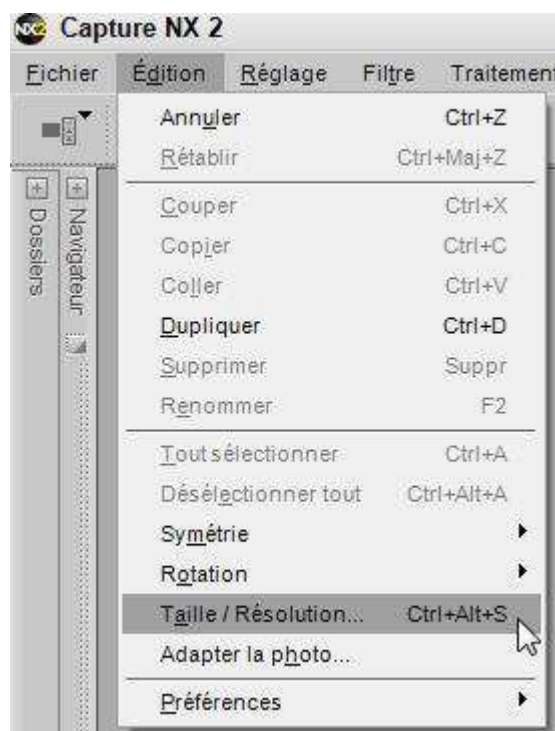 NX2 Capture NX 2
Fichier Édition Réglage Filtre Traitemen
Annuler Ctrl+Z
Rétablir Ctrl+Maj+Z
Couper Ctrl+X
Copier Ctrl+C
Coller Ctrl+V
Dupliquer Ctrl+D
Supprimer Suppr
Renommer F2
Tout sélectionner Ctrl+A
Désélectionner tout Ctrl+Alt+A
Symétrie
Rotation
Taille / Résolution... Ctrl+Alt+S
Adapter la photo...
Préférences
Dossiers
Navigateur